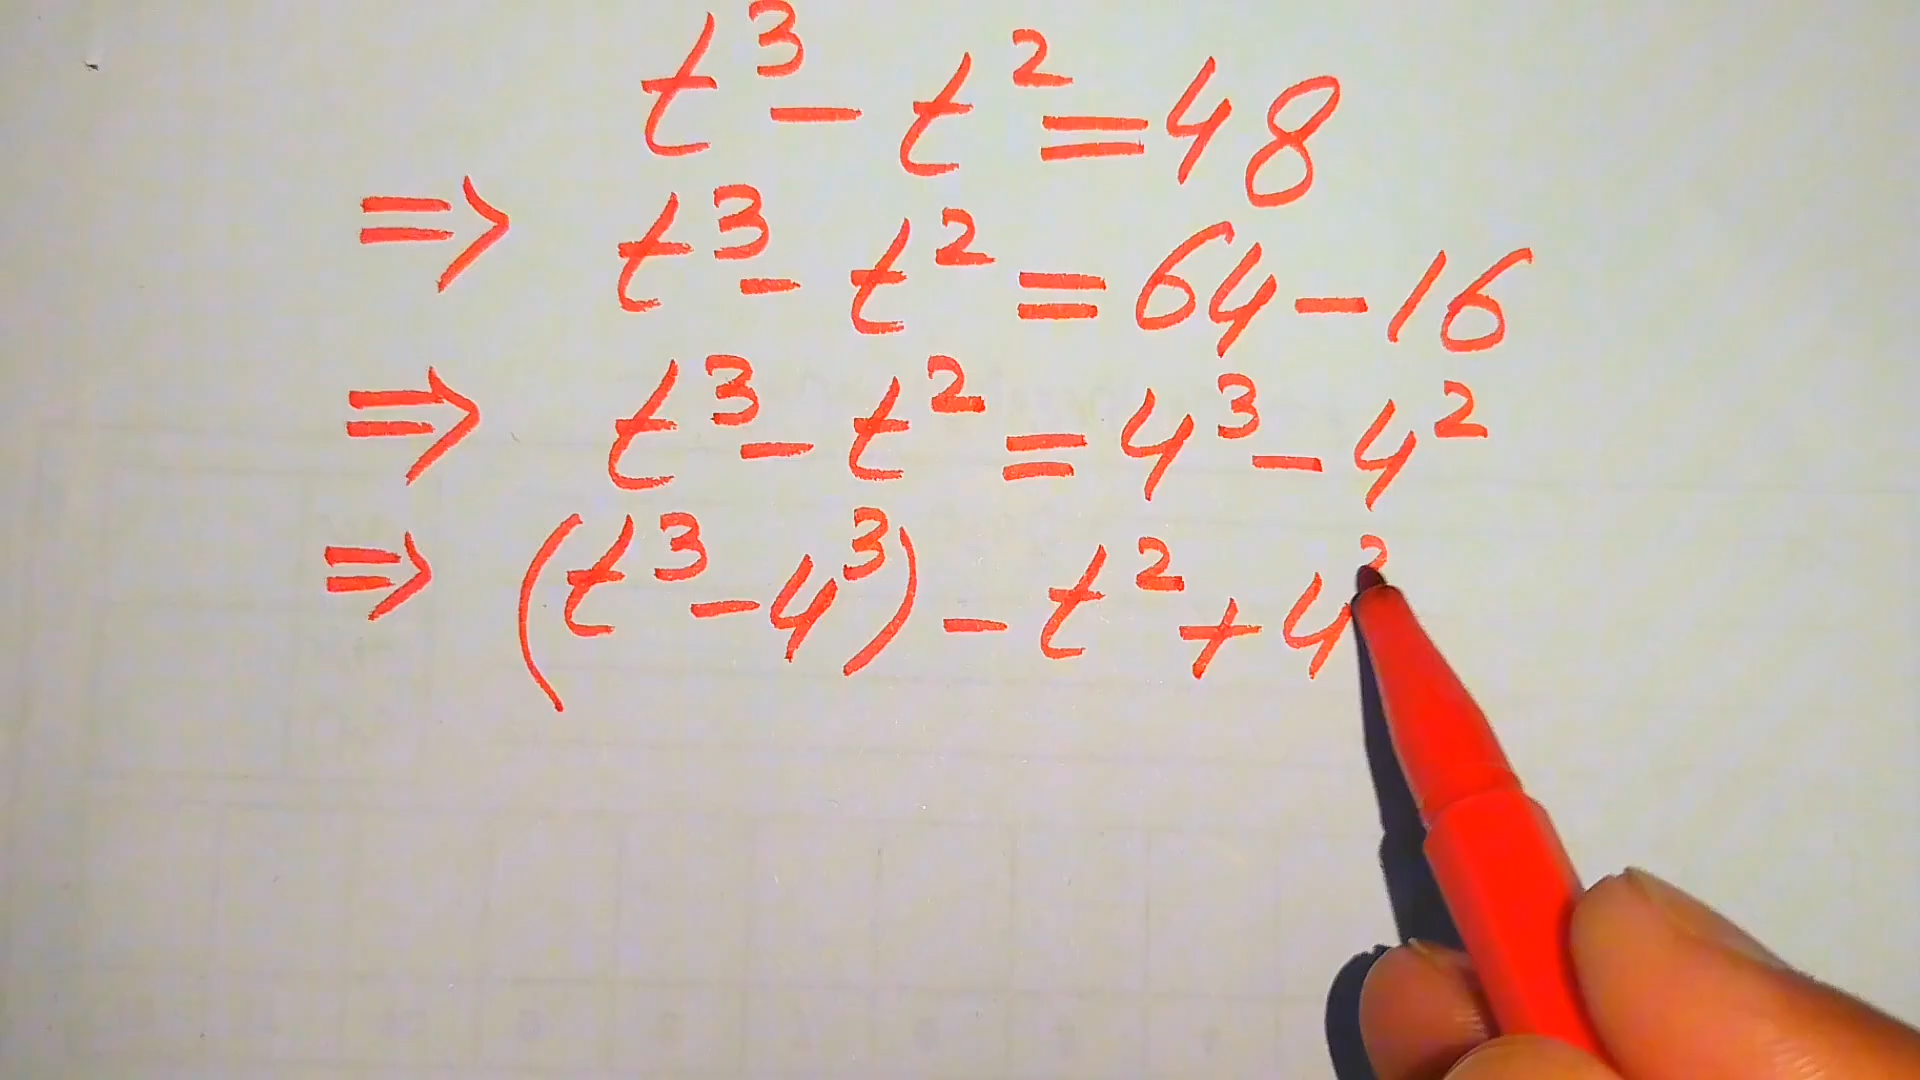 t³ - t² = 48
⇒ t³ - t² = 64 - 16
⇒ t³ - t² = 4³ - 4²
⇒ (t³ - 4³) - t² + 4²